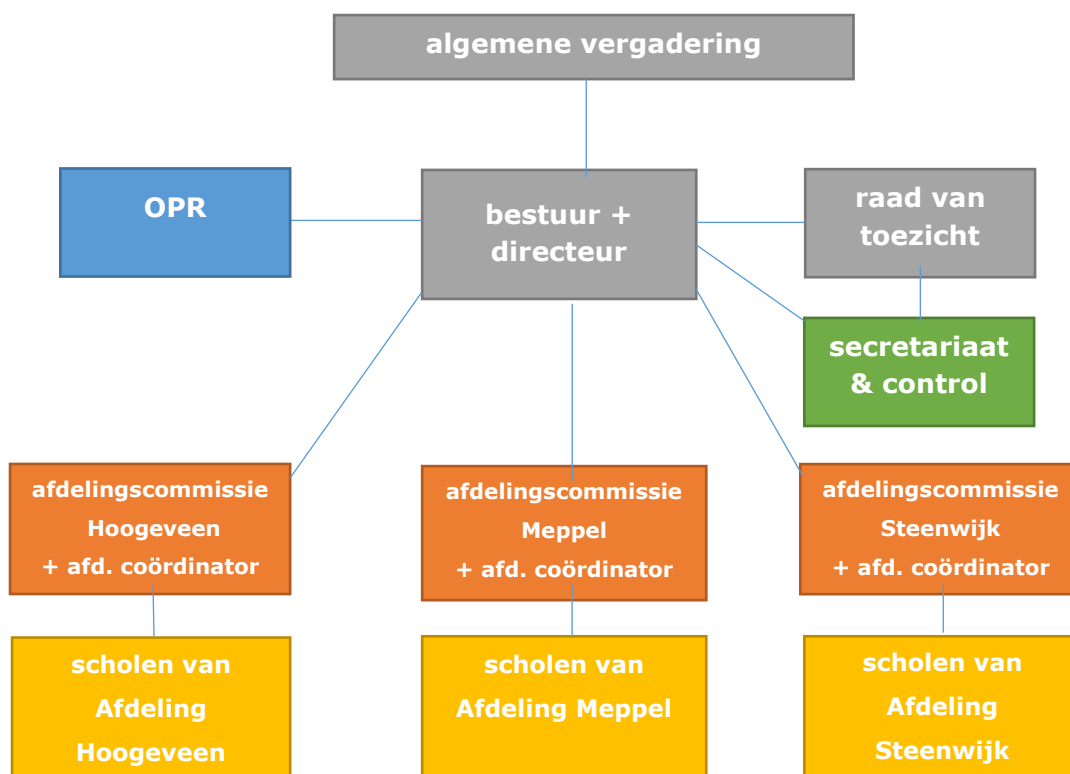 algemene vergadering
OPR
bestuur +
directeur
raad van
toezicht
secretariaat
& control
afdelingscommissie
Hoogeveen
+ afd. coördinator
afdelingscommissie
Meppel
+ afd. coördinator
afdelingscommissie
Steenwijk
+ afd. coördinator
scholen van
Afdeling
Hoogeveen
scholen van
Afdeling Meppel
scholen van
Afdeling
Steenwijk